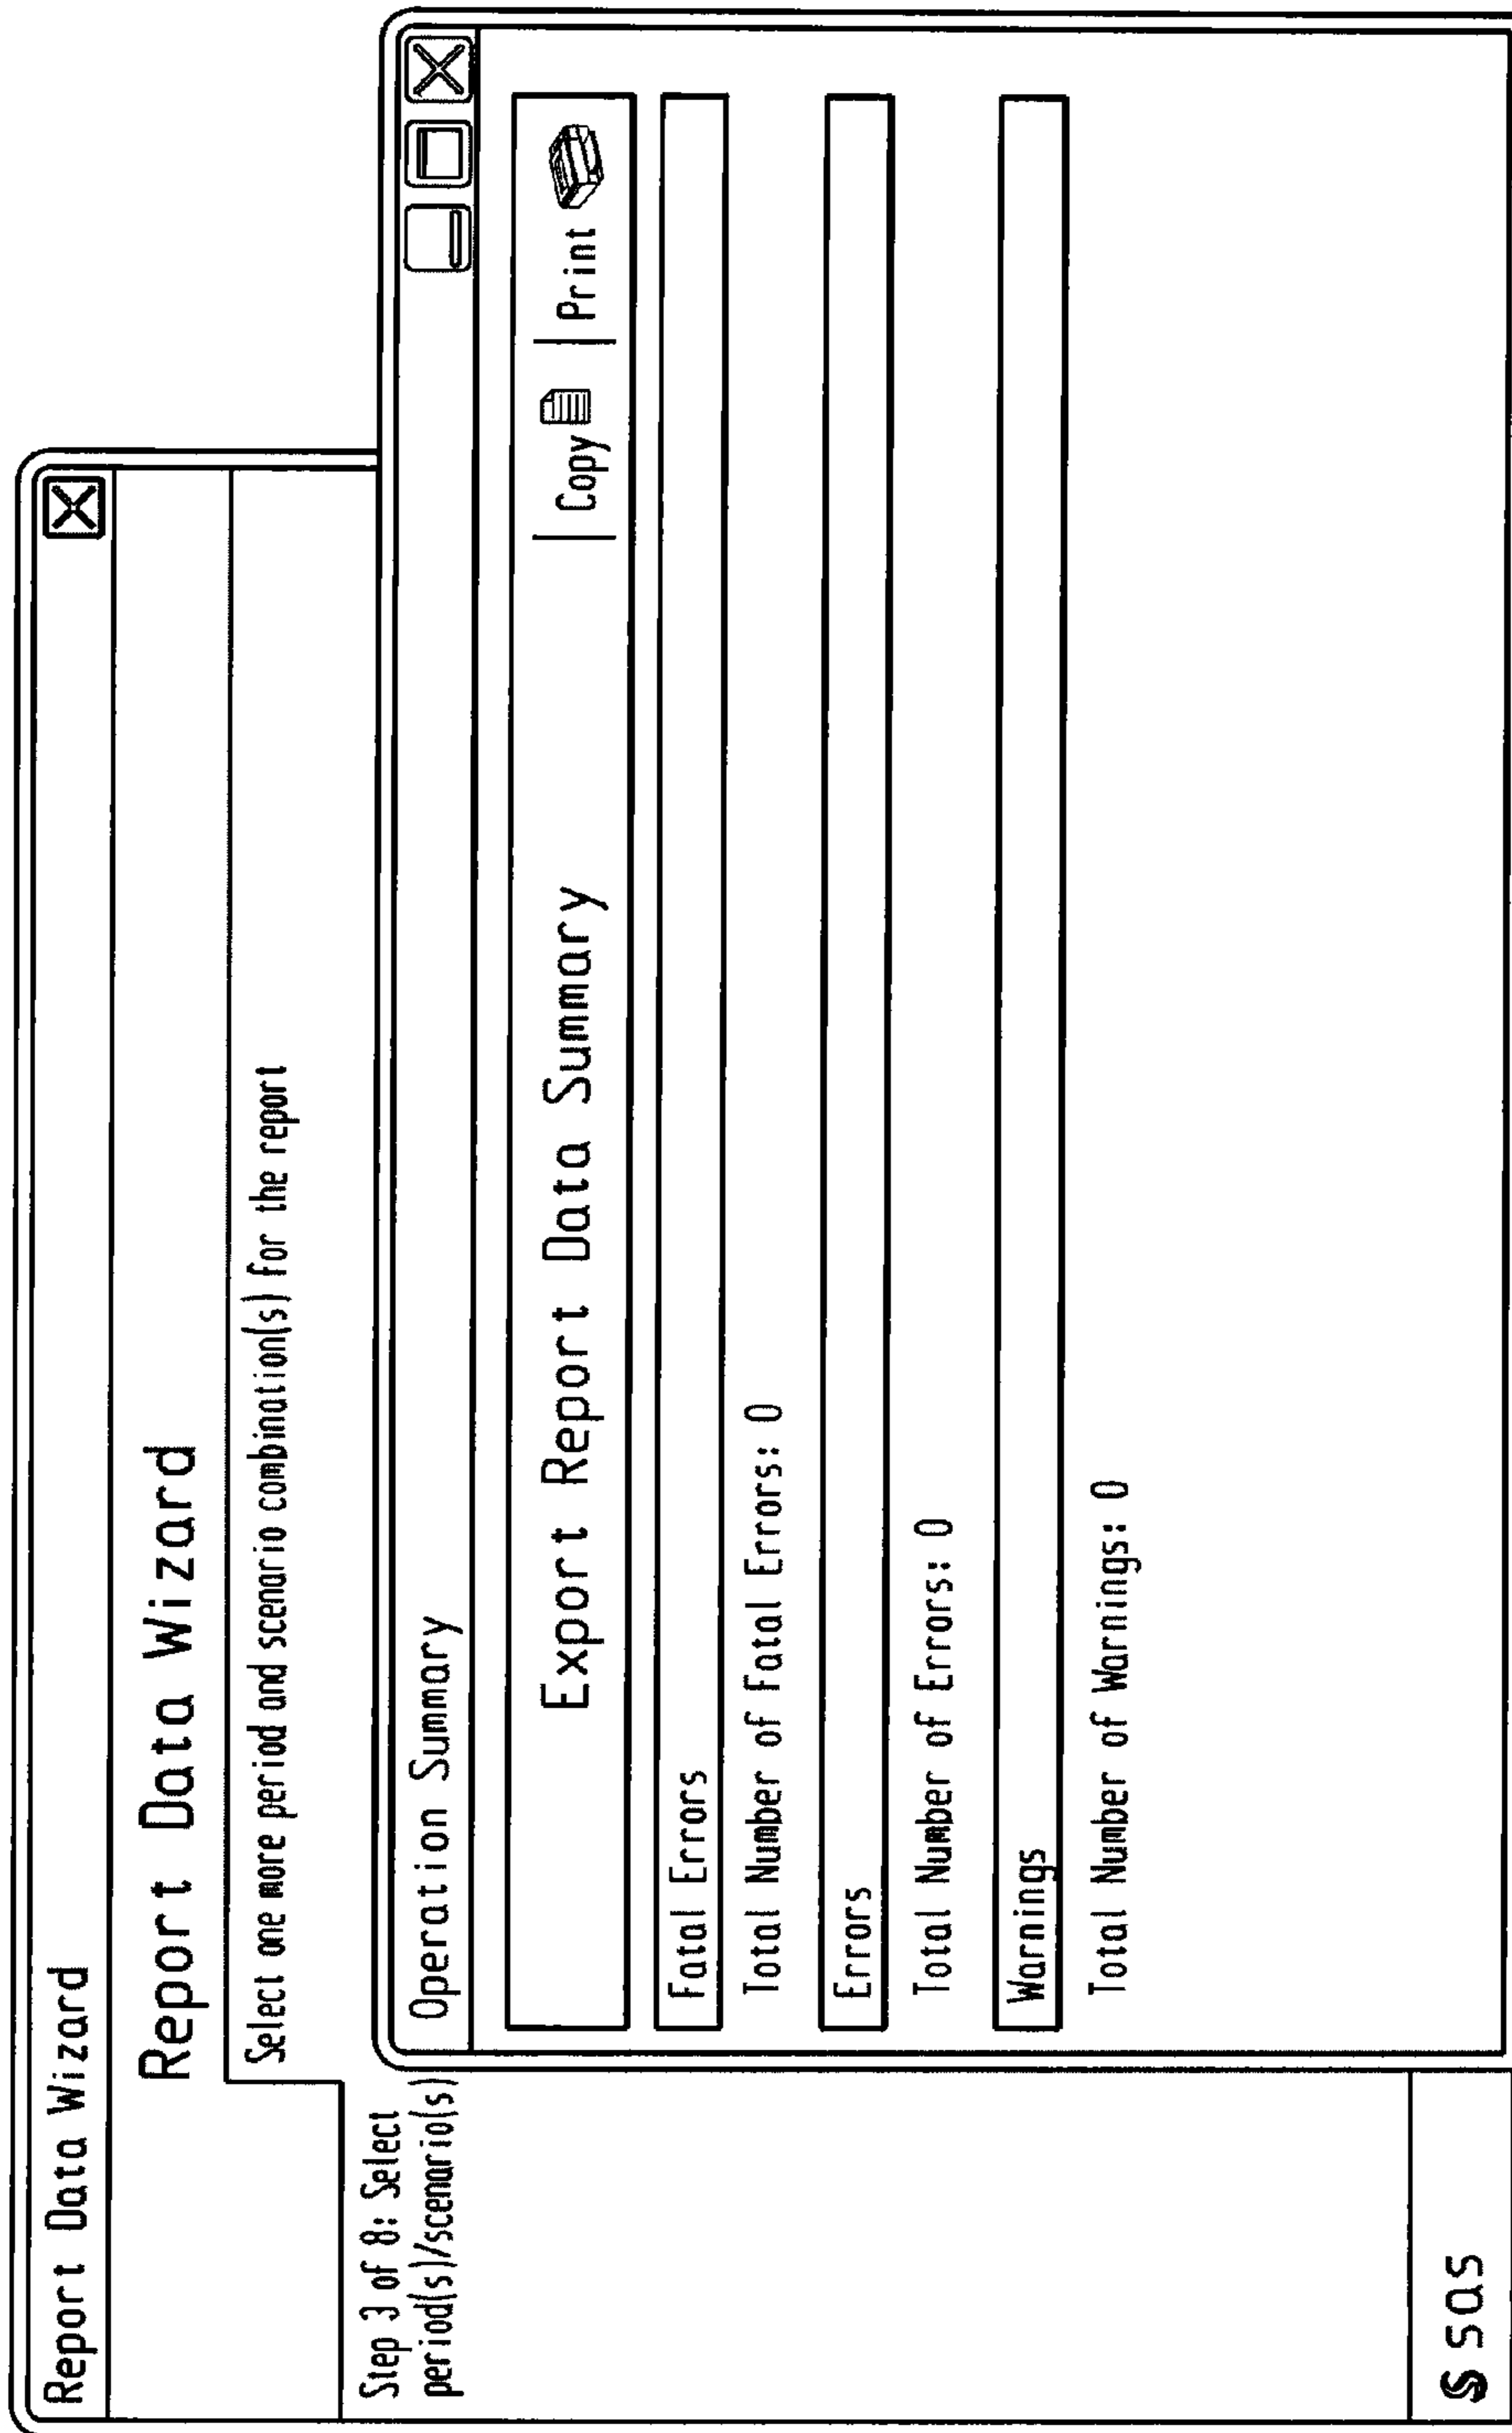 Report Data Wizard
Report Data Wizard
Select one more period and scenario combination(s) for the report
Step 3 of 8: Select
period(s)/scenario(s)
Operation Summary
Export Report Data Summary | Copy | Print
Fatal Errors
Total Number of Fatal Errors: 0
Errors
Total Number of Errors: 0
Warnings
Total Number of Warnings: 0
sas